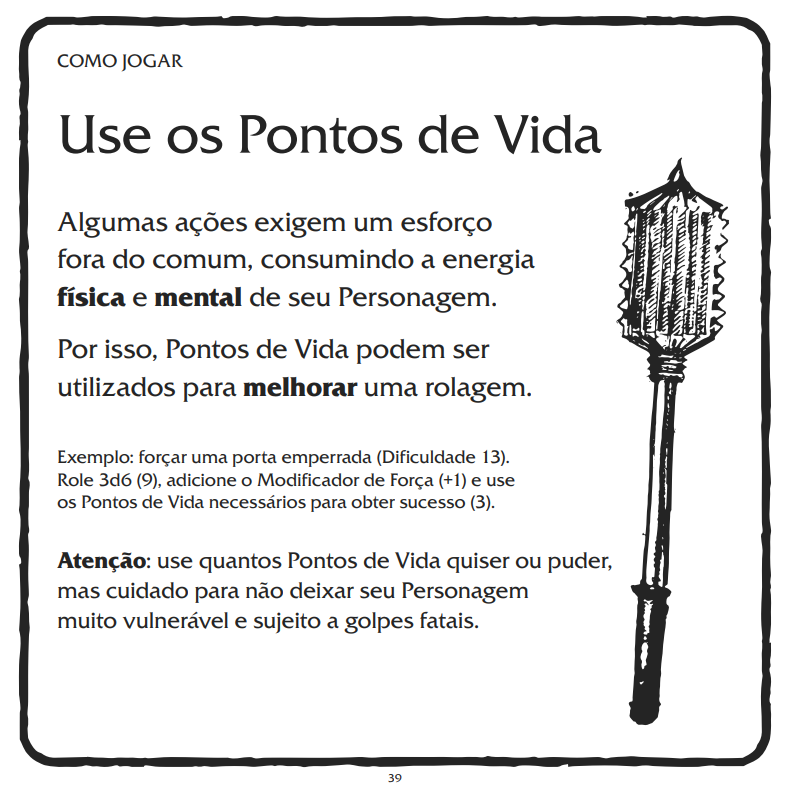 COMO JOGAR
Use os Pontos de Vida
Algumas ações exigem um esforço
fora do comum, consumindo a energia
física e mental de seu Personagem.
Por isso, Pontos de Vida podem ser
utilizados para melhorar uma rolagem.
Exemplo: forçar uma porta emperrada (Dificuldade 13).
Role 3d6 (9), adicione o Modificador de Força (+1) e use
os Pontos de Vida necessários para obter sucesso (3).
Atenção: use quantos Pontos de Vida quiser ou puder,
mas cuidado para não deixar seu Personagem
muito vulnerável e sujeito a golpes fatais.
39